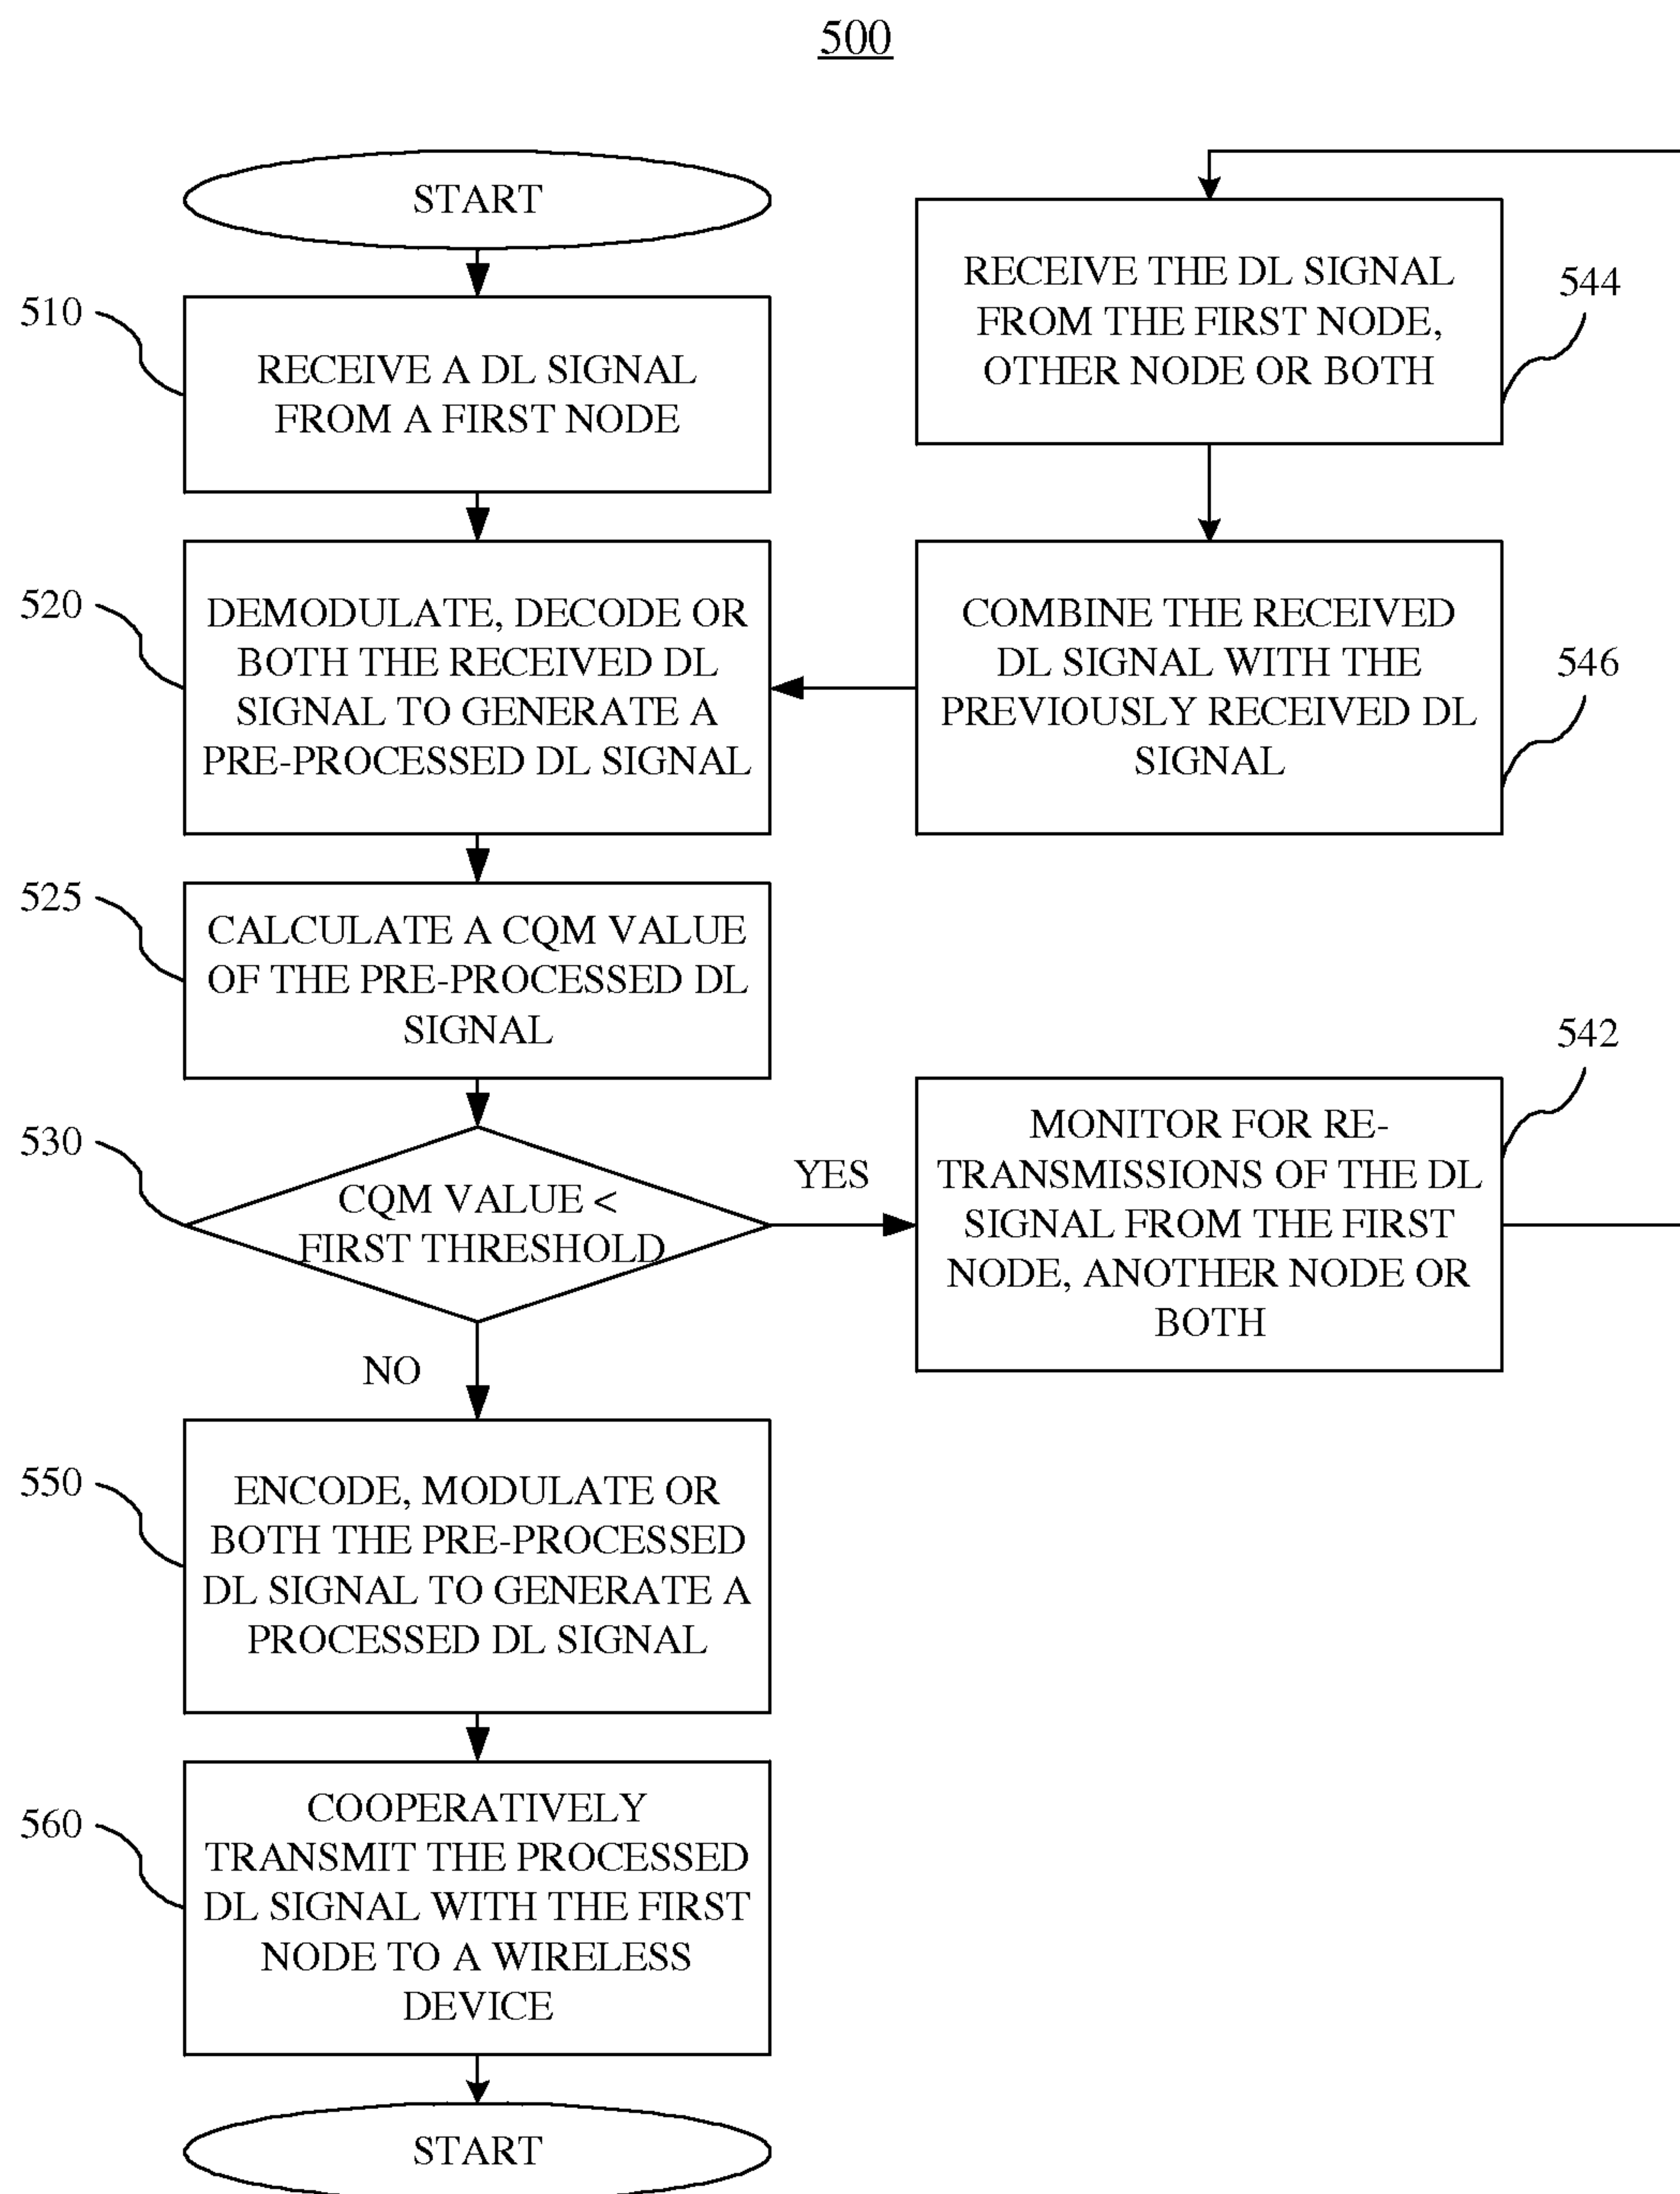 500
START
510
RECEIVE A DL SIGNAL
FROM A FIRST NODE
520
DEMODULATE, DECODE OR
BOTH THE RECEIVED DL
SIGNAL TO GENERATE A
PRE-PROCESSED DL SIGNAL
525
CALCULATE A CQM VALUE
OF THE PRE-PROCESSED DL
SIGNAL
530
CQM VALUE <
FIRST THRESHOLD
YES
NO
542
MONITOR FOR RE-
TRANSMISSIONS OF THE DL
SIGNAL FROM THE FIRST
NODE, ANOTHER NODE OR
BOTH
544
RECEIVE THE DL SIGNAL
FROM THE FIRST NODE,
OTHER NODE OR BOTH
546
COMBINE THE RECEIVED
DL SIGNAL WITH THE
PREVIOUSLY RECEIVED DL
SIGNAL
550
ENCODE, MODULATE OR
BOTH THE PRE-PROCESSED
DL SIGNAL TO GENERATE A
PROCESSED DL SIGNAL
560
COOPERATIVELY
TRANSMIT THE PROCESSED
DL SIGNAL WITH THE FIRST
NODE TO A WIRELESS
DEVICE
START